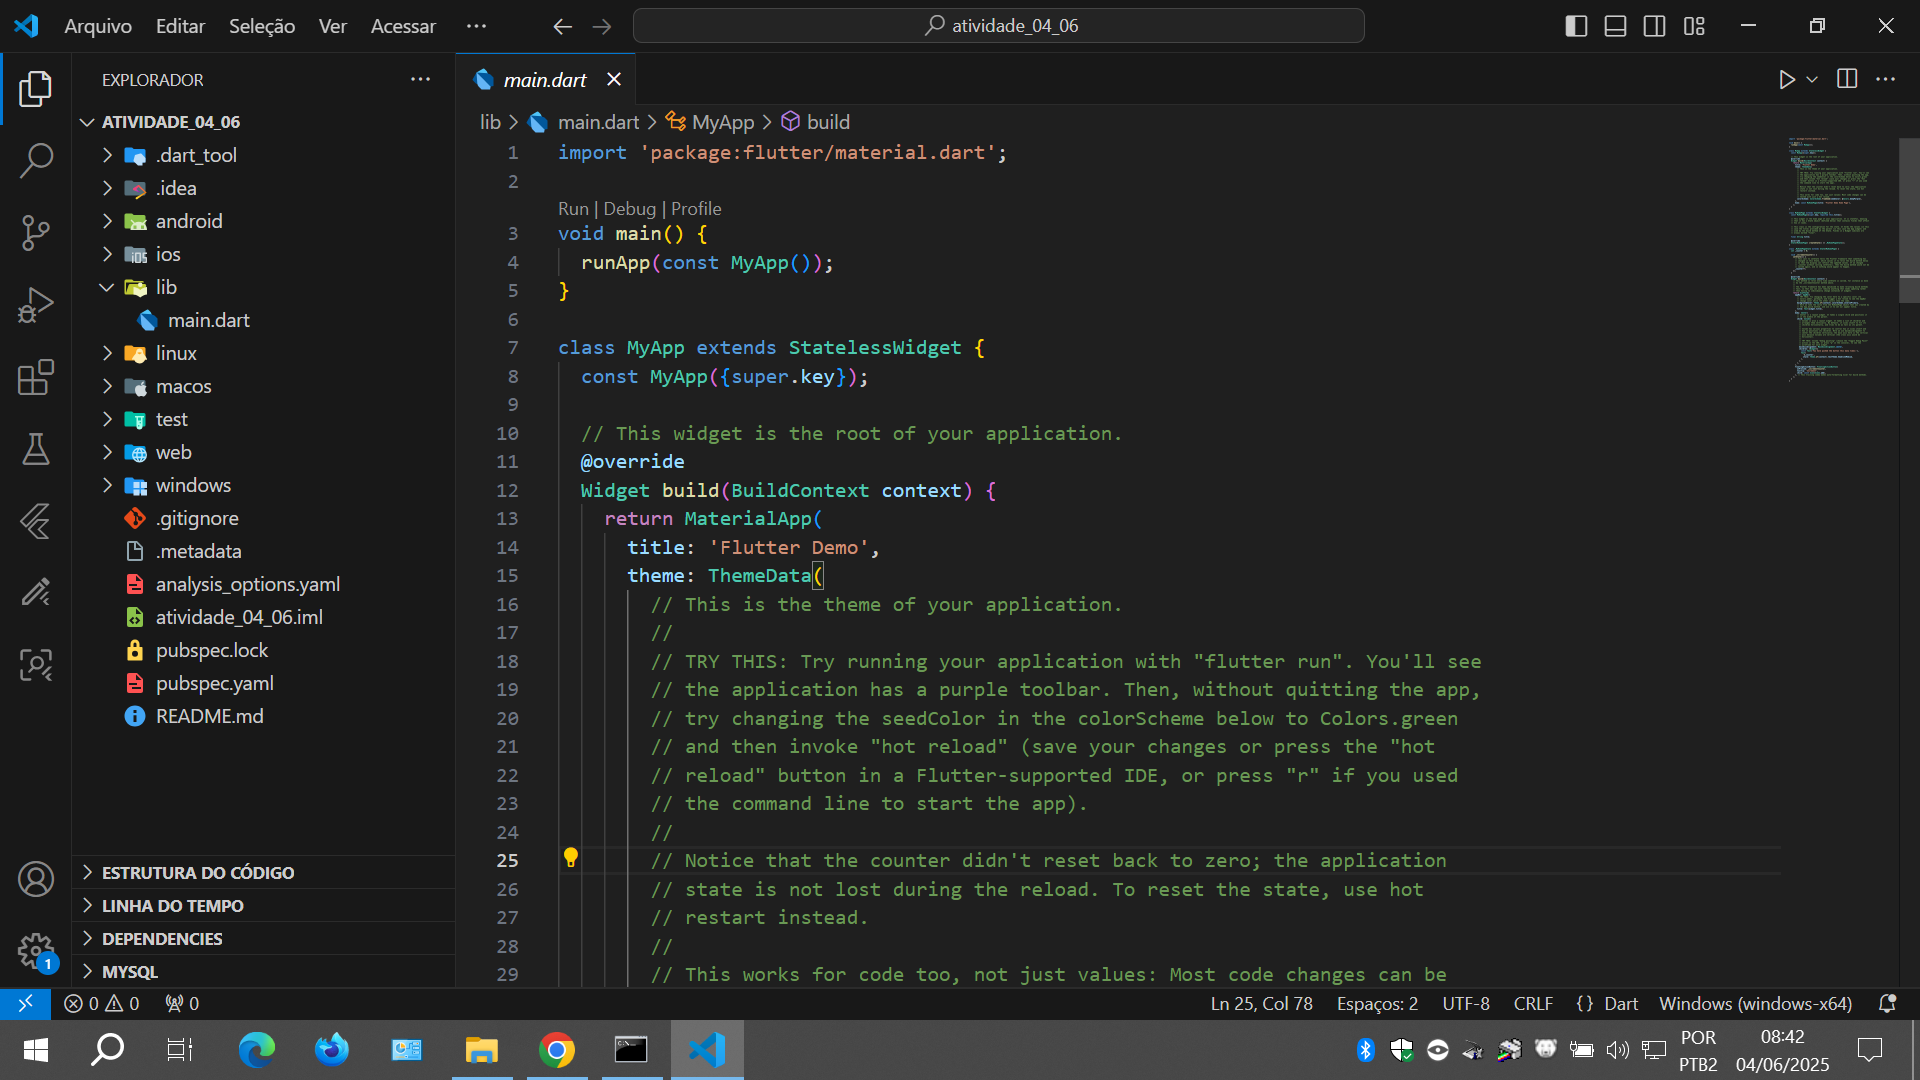 Arquivo Editar Seleção Ver Acessar ···
atividade_04_06
EXPLORADOR ···
ATIVIDADE_04_06
.dart_tool
.idea
android
ios
lib
main.dart
linux
macos
test
web
windows
.gitignore
.metadata
analysis_options.yaml
atividade_04_06.iml
pubspec.lock
pubspec.yaml
README.md
ESTRUTURA DO CÓDIGO
LINHA DO TEMPO
DEPENDENCIES
MYSQL
1
main.dart
lib > main.dart > MyApp > build
1 import 'package:flutter/material.dart';
2
Run | Debug | Profile
3 void main() {
4 runApp(const MyApp());
5 }
6
7 class MyApp extends StatelessWidget {
8 const MyApp({super.key});
9
10 // This widget is the root of your application.
11 @override
12 Widget build(BuildContext context) {
13 return MaterialApp(
14 title: 'Flutter Demo',
15 theme: ThemeData(
16 // This is the theme of your application.
17 //
18 // TRY THIS: Try running your application with "flutter run". You'll see
19 // the application has a purple toolbar. Then, without quitting the app,
20 // try changing the seedColor in the colorScheme below to Colors.green
21 // and then invoke "hot reload" (save your changes or press the "hot
22 // reload" button in a Flutter-supported IDE, or press "r" if you used
23 // the command line to start the app).
24 //
25 // Notice that the counter didn't reset back to zero; the application
26 // state is not lost during the reload. To reset the state, use hot
27 // restart instead.
28 //
29 // This works for code too, not just values: Most code changes can be
0 0 0
Ln 25, Col 78 Espaços: 2 UTF-8 CRLF {} Dart Windows (windows-x64)
POR
PTB2
08:42
04/06/2025